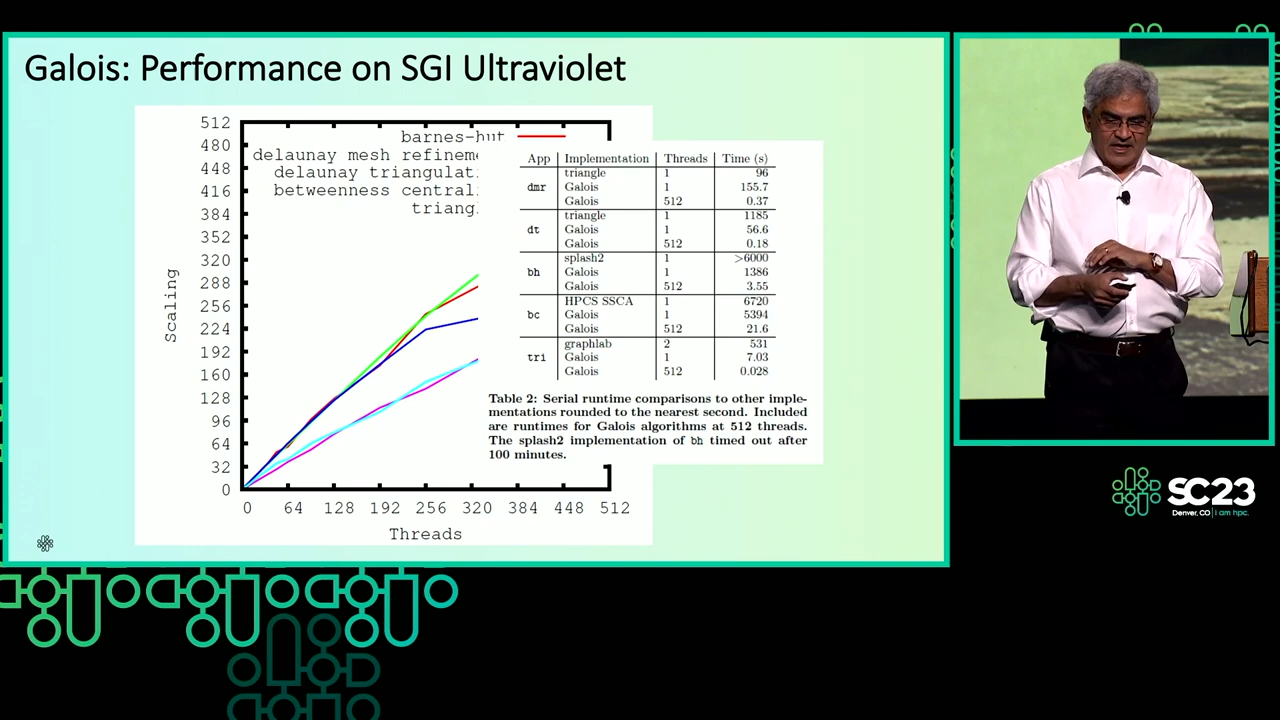 Galois: Performance on SGI Ultraviolet
512
480
448
416
384
352
320
288
256
224
192
160
128
96
64
32
0
Scaling
barnes-hut
delaunay mesh refineme
delaunay triangulati
betweenness centrali
triangl
0 64 128 192 256 320 384 448 512
Threads
App Implementation Threads Time (s)
dmr triangle 1 96
Galois 1 155.7
Galois 512 0.37
dt triangle 1 1185
Galois 1 56.6
Galois 512 0.18
bh splash2 1 >6000
Galois 1 1386
Galois 512 3.55
bc HPCS SSCA 1 6720
Galois 1 5394
Galois 512 21.6
tri graphlab 2 531
Galois 1 7.03
Galois 512 0.028
Table 2: Serial runtime comparisons to other imple-
mentations rounded to the nearest second. Included
are runtimes for Galois algorithms at 512 threads.
The splash2 implementation of bh timed out after
100 minutes.
SC23
Denver, CO | i am hpc.